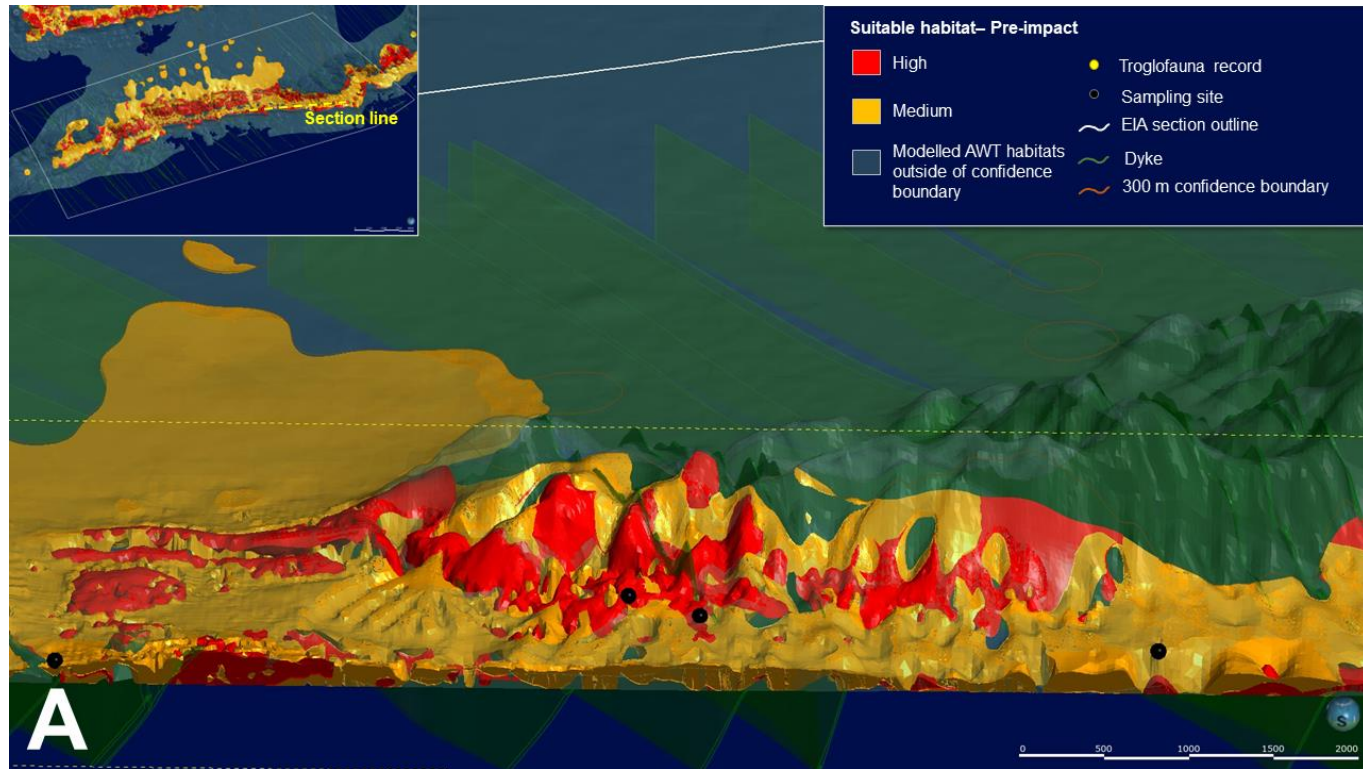 Section line
Suitable habitat– Pre-impact
High
Medium
Modelled AWT habitats
outside of confidence
boundary
Troglofauna record
Sampling site
EIA section outline
Dyke
300 m confidence boundary
A
S
0 500 1000 1500 2000